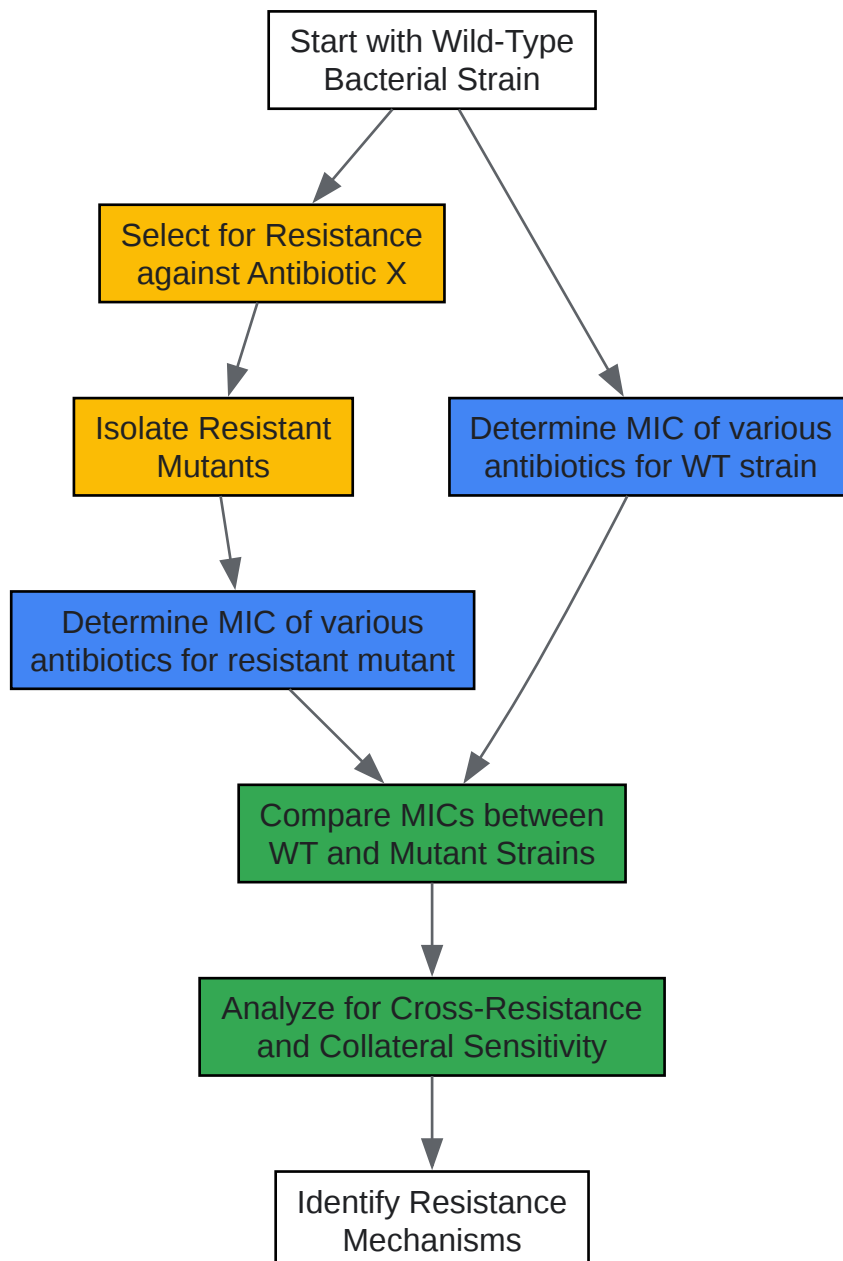 Start with Wild-Type
Bacterial Strain
Select for Resistance
against Antibiotic X
Isolate Resistant
Mutants
Determine MIC of various
antibiotics for WT strain
Determine MIC of various
antibiotics for resistant mutant
Compare MICs between
WT and Mutant Strains
Analyze for Cross-Resistance
and Collateral Sensitivity
Identify Resistance
Mechanisms